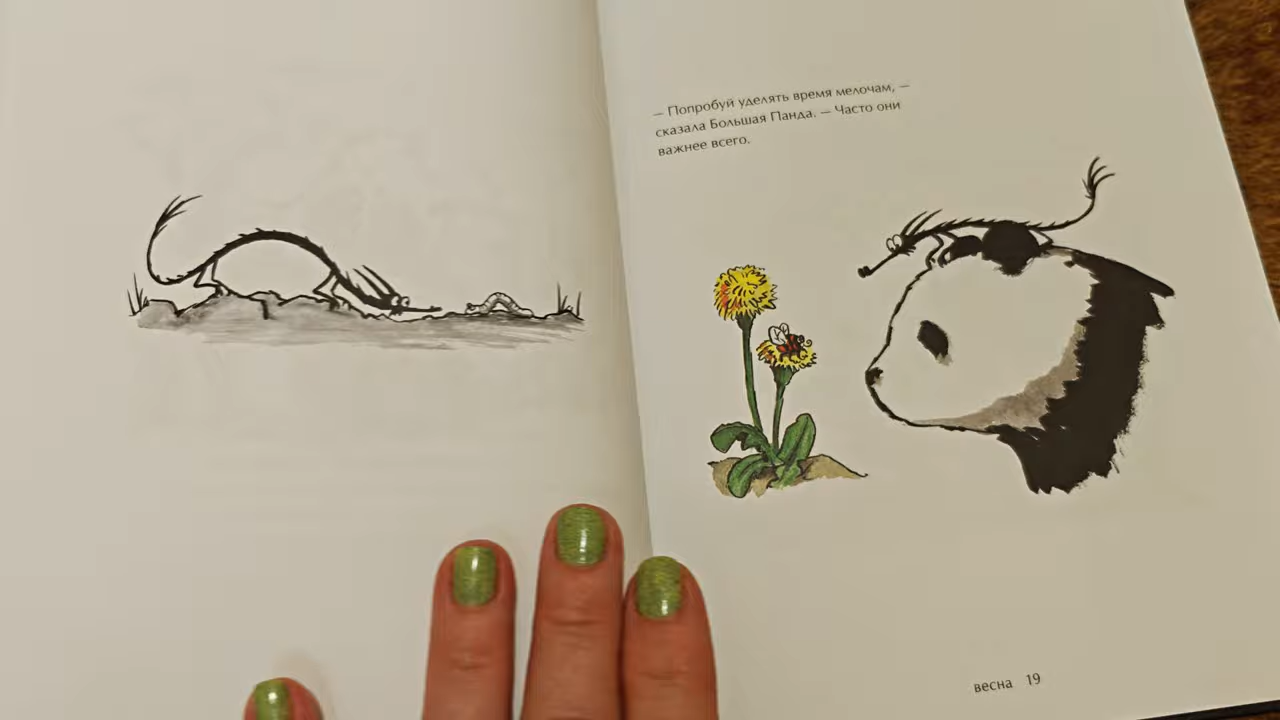 — Попробуй уделять время мелочам, —
сказала Большая Панда. — Часто они
важнее всего.
весна 19